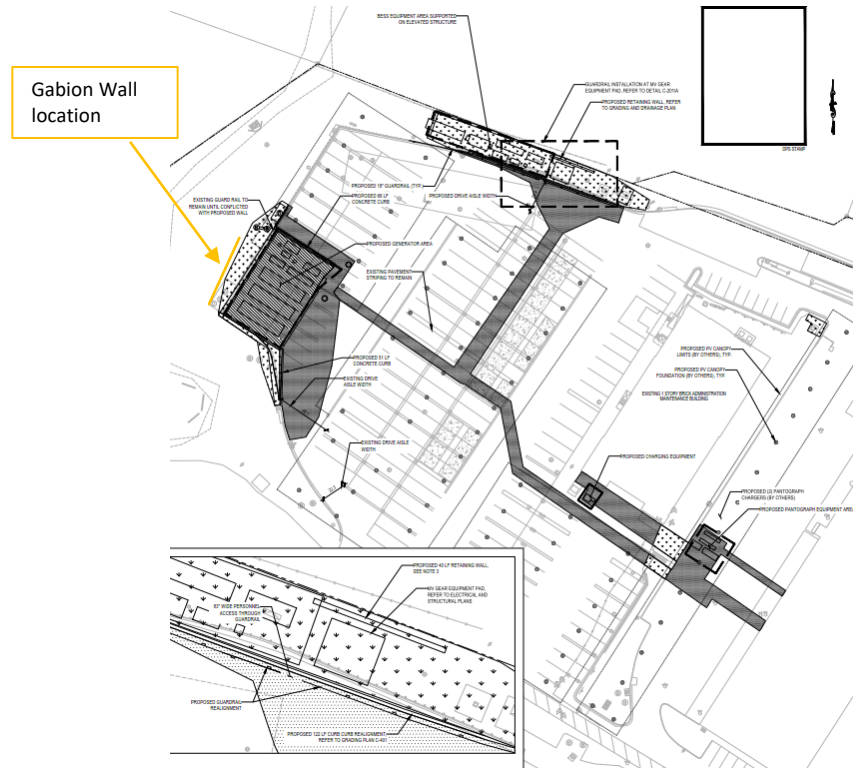 BESS EQUIPMENT AREA SUPPORTED
ON ELEVATED STRUCTURE
Gabion Wall
location
GUARDRAIL INSTALLATION AT MV GEAR
EQUIPMENT PAD, REFER TO DETAIL C-201/A
PROPOSED RETAINING WALL, REFER
TO GRADING AND DRAINAGE PLAN
DPS STAMP
PROPOSED 18" GUARDRAIL (TYP.
PROPOSED 66 LF
CONCRETE CURB
PROPOSED DRIVE AISLE WIDTH
EXISTING GUARD RAIL TO
REMAIN UNTIL CONFLICTED
WITH PROPOSED WALL
PROPOSED GENERATOR AREA
EXISTING PAVEMENT
STRIPING TO REMAIN
PROPOSED PV CANOPY
LIMITS (BY OTHERS), TYP.
PROPOSED PV CANOPY
FOUNDATION (BY OTHERS), TYP.
EXISTING 1 STORY BRICK ADMINISTRATION
MAINTENANCE BUILDING
PROPOSED 51 LF
CONCRETE CURB
EXISTING DRIVE
AISLE WIDTH
EXISTING DRIVE AISLE
WIDTH
PROPOSED CHARGING EQUIPMENT
PROPOSED (2) PANTOGRAPH
CHARGERS (BY OTHERS)
PROPOSED PANTOGRAPH EQUIPMENT AREA
PROPOSED 43 LF RETAINING WALL,
SEE NOTE 3
MV GEAR EQUIPMENT PAD,
REFER TO ELECTRICAL AND
STRUCTURAL PLANS
83" WIDE PERSONNEL
ACCESS THROUGH
GUARDRAIL
PROPOSED GUARDRAIL
REALIGNMENT
PROPOSED 122 LF CURB CURB REALIGNMENT
REFER TO GRADING PLAN C-401